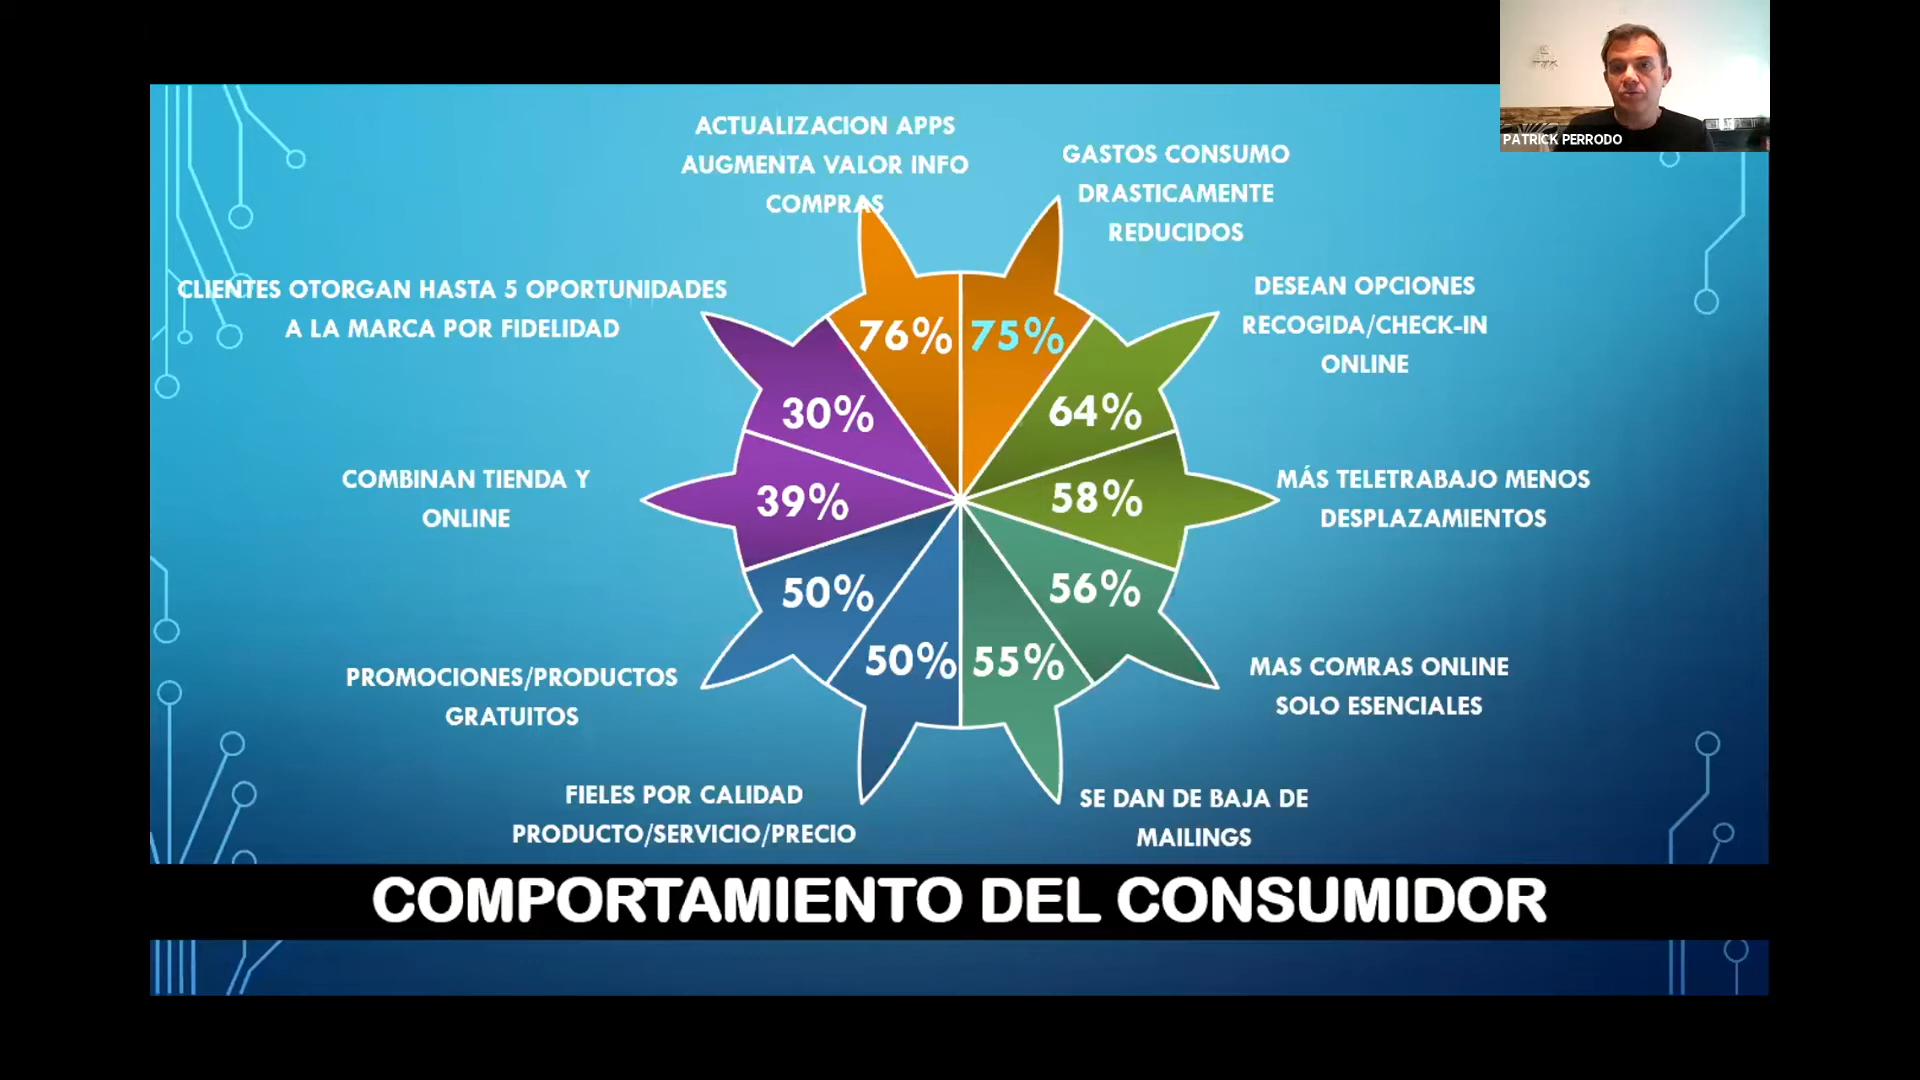 PATRICK PERRODO
ACTUALIZACION APPS
AUGMENTA VALOR INFO
COMPRAS
GASTOS CONSUMO
DRASTICAMENTE
REDUCIDOS
CLIENTES OTORGAN HASTA 5 OPORTUNIDADES
A LA MARCA POR FIDELIDAD
DESEAN OPCIONES
RECOGIDA/CHECK-IN
ONLINE
76% 75%
30% 64%
COMBINAN TIENDA Y
ONLINE
39% 58%
MÁS TELETRABAJO MENOS
DESPLAZAMIENTOS
50% 56%
50% 55%
PROMOCIONES/PRODUCTOS
GRATUITOS
MAS COMRAS ONLINE
SOLO ESENCIALES
FIELES POR CALIDAD
PRODUCTO/SERVICIO/PRECIO
SE DAN DE BAJA DE
MAILINGS
COMPORTAMIENTO DEL CONSUMIDOR